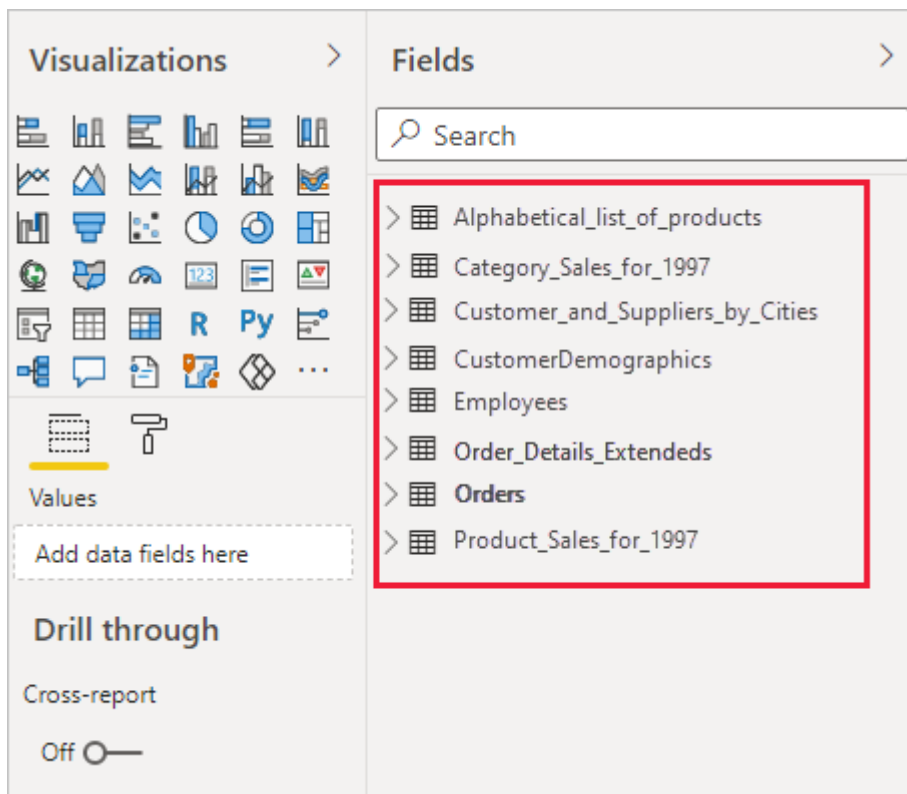 Visualizations
Fields
Search
123
R
Py
Alphabetical_list_of_products
Category_Sales_for_1997
Customer_and_Suppliers_by_Cities
CustomerDemographics
Employees
Order_Details_Extendeds
Orders
Product_Sales_for_1997
Values
Add data fields here
Drill through
Cross-report
Off